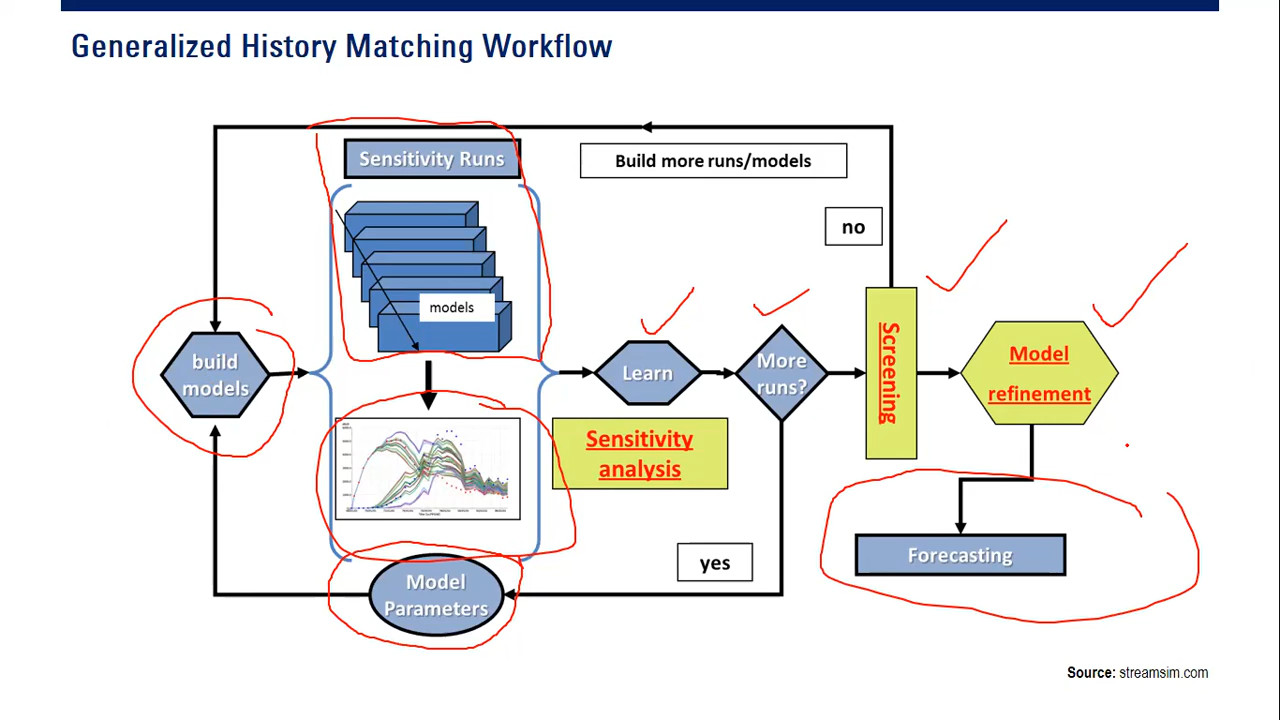 Generalized History Matching Workflow
Sensitivity Runs
Build more runs/models
no
models
build
models
Learn
More
runs?
Screening
Model
refinement
Sensitivity
analysis
yes
Model
Parameters
Forecasting
Source: streamsim.com